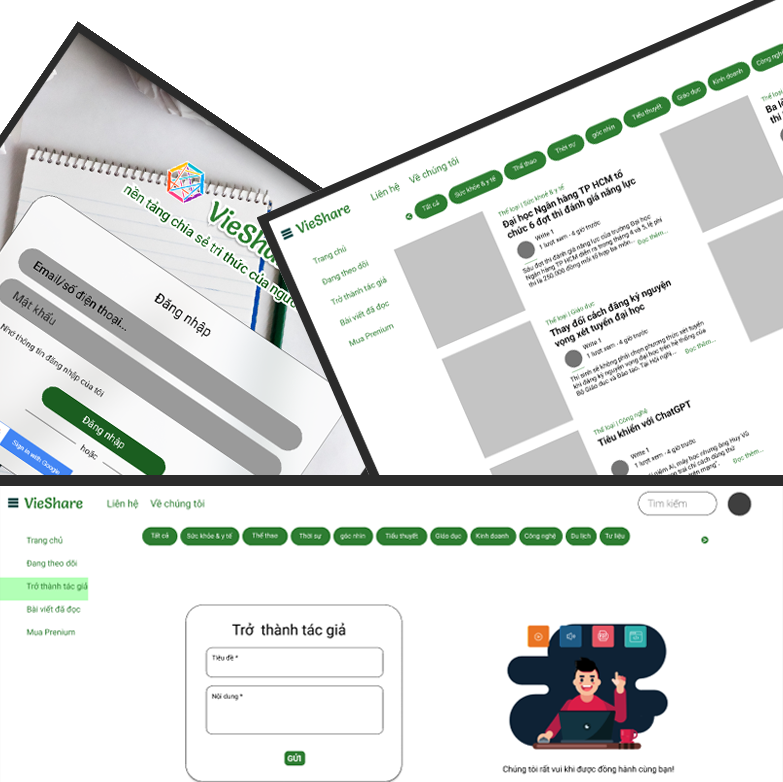 VieShare
nền tảng chia sẻ tri thức của ngườ
Đăng nhập
Email/số điện thoại...
Mật khẩu
Nhớ thông tin đăng nhập của tôi
Đăng nhập
hoặc
Sign in with Google
VieShare
Liên hệ
Về chúng tôi
Tất cả
Sức khỏe & y tế
Thể thao
Thời sự
góc nhìn
Tiểu thuyết
Giáo dục
Kinh doanh
Công nghệ
Trang chủ
Đang theo dõi
Trở thành tác giả
Bài viết đã đọc
Mua Premium
Thể loại | Sức khoẻ & y tế
Đại học Ngân hàng TP HCM tổ
chức 6 đợt thi đánh giá năng lực
Write 1
1 lượt xem - 4 giờ trước
Sáu đợt thi đánh giá năng lực của trường Đại học
Ngân hàng TP HCM diễn ra trong tháng 4 và 5, lệ phí
thi là 250.000 đồng mỗi tổ hợp ba môn...
Đọc thêm...
Thể loại | Giáo dục
Thay đổi cách đăng ký nguyện
vọng xét tuyển đại học
Write 1
1 lượt xem - 4 giờ trước
Thí sinh sẽ không phải chọn phương thức xét tuyển
khi đăng ký nguyện vọng đại học trên hệ thống của
Bộ Giáo dục và Đào tạo. Tại Hội nghị...
Đọc thêm...
Thể loại | Công nghệ
Tiêu khiển với ChatGPT
Write 1
1 lượt xem - 4 giờ trước
niệm AI, máy học nhưng ông Huy Vũ
Đọc thêm...
Thể loại
Ba lo
thi
VieShare
Liên hệ
Về chúng tôi
Tìm kiếm
Tất cả
Sức khỏe & y tế
Thể thao
Thời sự
góc nhìn
Tiểu thuyết
Giáo dục
Kinh doanh
Công nghệ
Du lịch
Tư liệu
Trang chủ
Đang theo dõi
Trở thành tác giả
Bài viết đã đọc
Mua Prenium
Trở thành tác giả
Tiêu đề *
Nội dung *
GỬI
Chúng tôi rất vui khi được đồng hành cùng bạn!